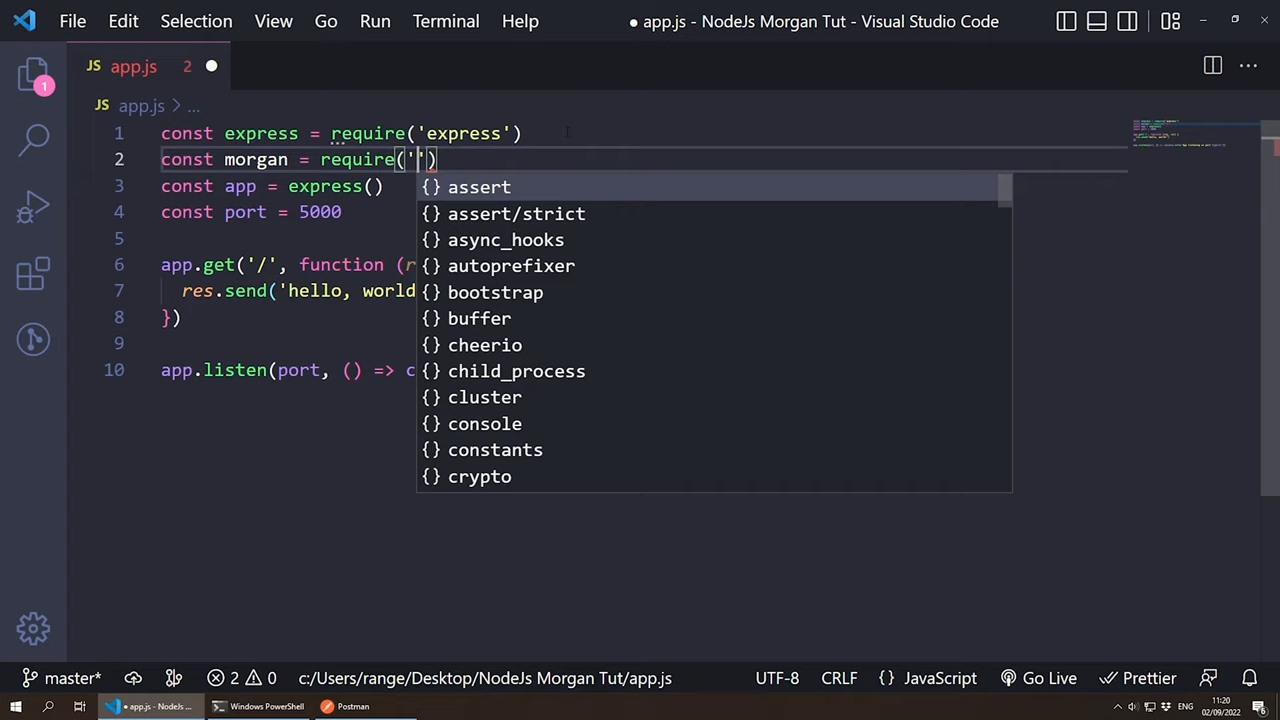 File Edit Selection View Go Run Terminal Help ● app.js - NodeJs Morgan Tut - Visual Studio Code
JS app.js 2
1
JS app.js > ...
1 const express = require('express')
2 const morgan = require('')
3 const app = express()
4 const port = 5000
5
6 app.get('/', function (r
7 res.send('hello, world
8 })
9
10 app.listen(port, () => c
{} assert
{} assert/strict
{} async_hooks
{} autoprefixer
{} bootstrap
{} buffer
{} cheerio
{} child_process
{} cluster
{} console
{} constants
{} crypto
master* 2 0 c:/Users/range/Desktop/NodeJs Morgan Tut/app.js UTF-8 CRLF {} JavaScript Go Live Prettier
● app.js - NodeJs ... Windows PowerShell Postman 11:20
02/09/2022 6